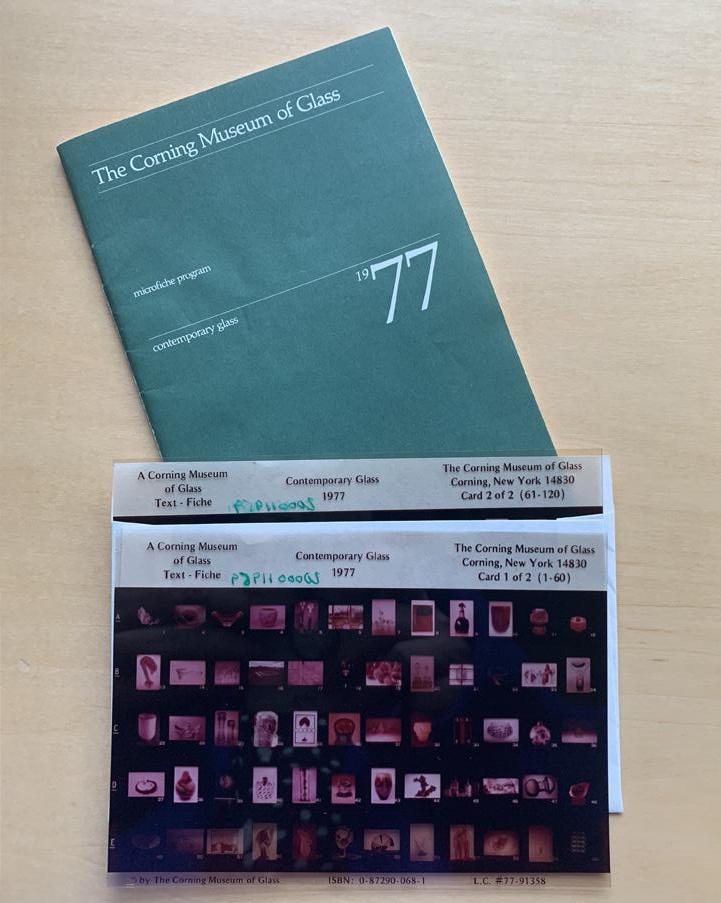 The Corning Museum of Glass
microfiche program
1977
contemporary glass
A Corning Museum
of Glass
Text - Fiche
Contemporary Glass
1977
The Corning Museum of Glass
Corning, New York 14830
Card 2 of 2 (61-120)
A Corning Museum
of Glass
Text - Fiche
Contemporary Glass
1977
The Corning Museum of Glass
Corning, New York 14830
Card 1 of 2 (1-60)
2000011969
A
B
C
D
E
© by The Corning Museum of Glass
ISBN: 0-87290-068-1
L.C. #77-91358